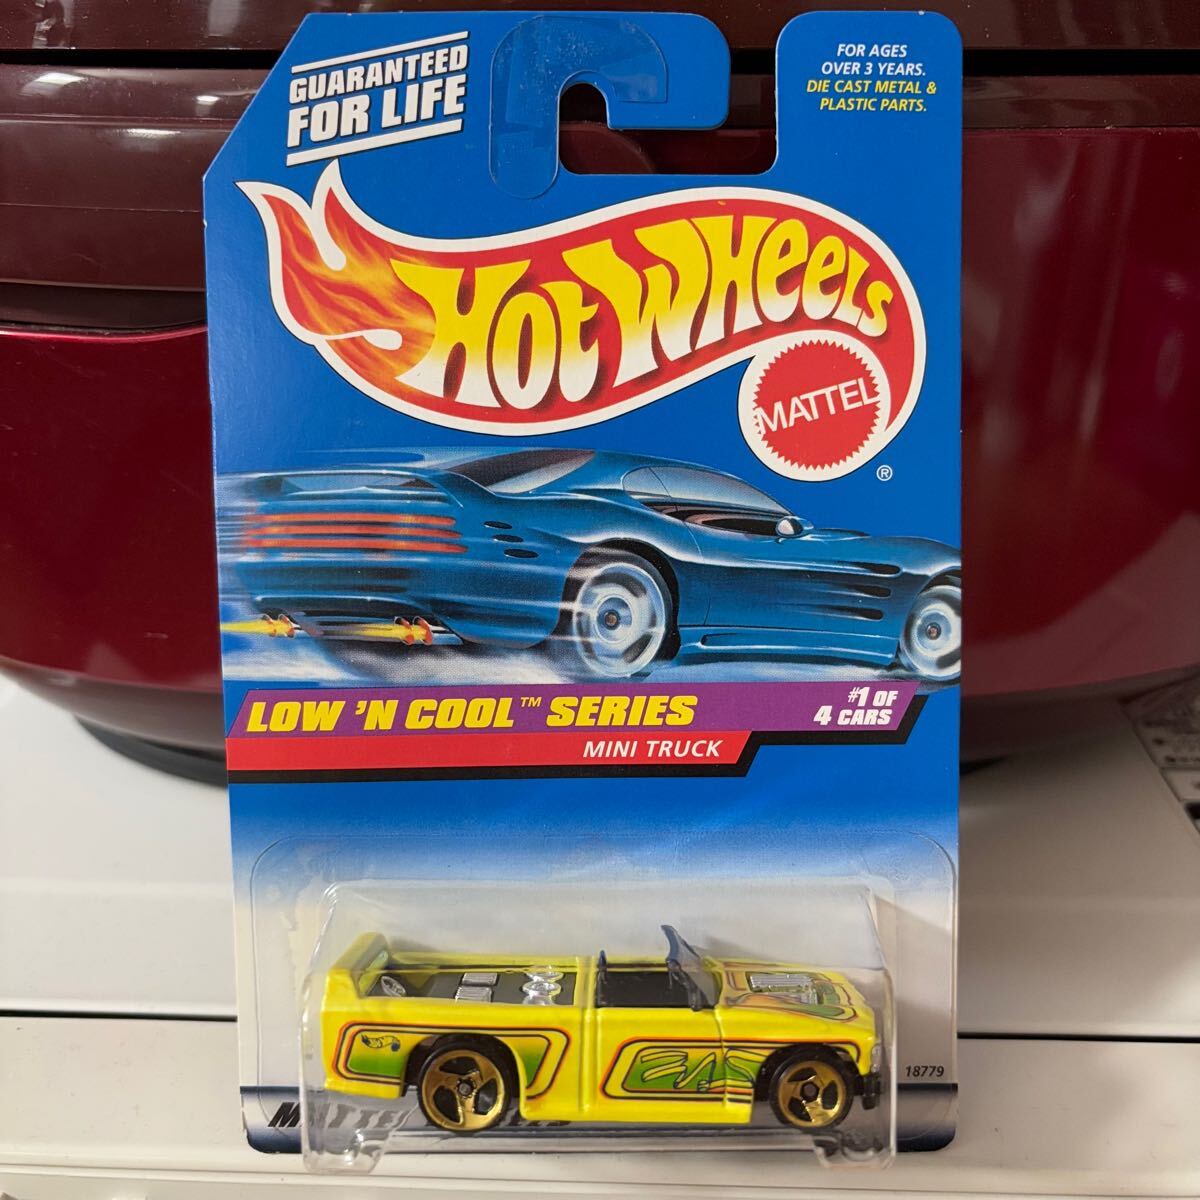 GUARANTEED
FOR LIFE
FOR AGES
OVER 3 YEARS.
DIE CAST METAL &
PLASTIC PARTS.
HOT WHEELS
MATTEL
®
LOW 'N COOL™ SERIES
#1 OF
4 CARS
MINI TRUCK
18779